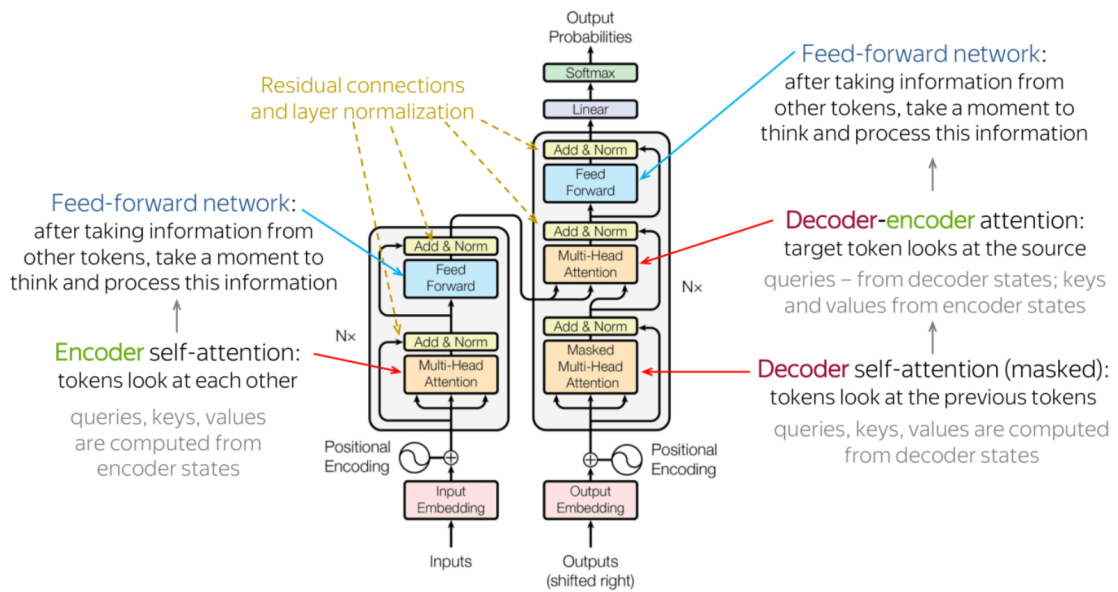 Output
Probabilities
Softmax
Linear
Add & Norm
Feed
Forward
Add & Norm
Multi-Head
Attention
Add & Norm
Masked
Multi-Head
Attention
Nx
Positional
Encoding
Output
Embedding
Outputs
(shifted right)
Residual connections
and layer normalization
Add & Norm
Feed
Forward
Add & Norm
Multi-Head
Attention
Nx
Positional
Encoding
Input
Embedding
Inputs
Feed-forward network:
after taking information from
other tokens, take a moment to
think and process this information
Encoder self-attention:
tokens look at each other
queries, keys, values
are computed from
encoder states
Feed-forward network:
after taking information from
other tokens, take a moment to
think and process this information
Decoder-encoder attention:
target token looks at the source
queries – from decoder states; keys
and values from encoder states
Decoder self-attention (masked):
tokens look at the previous tokens
queries, keys, values are computed
from decoder states